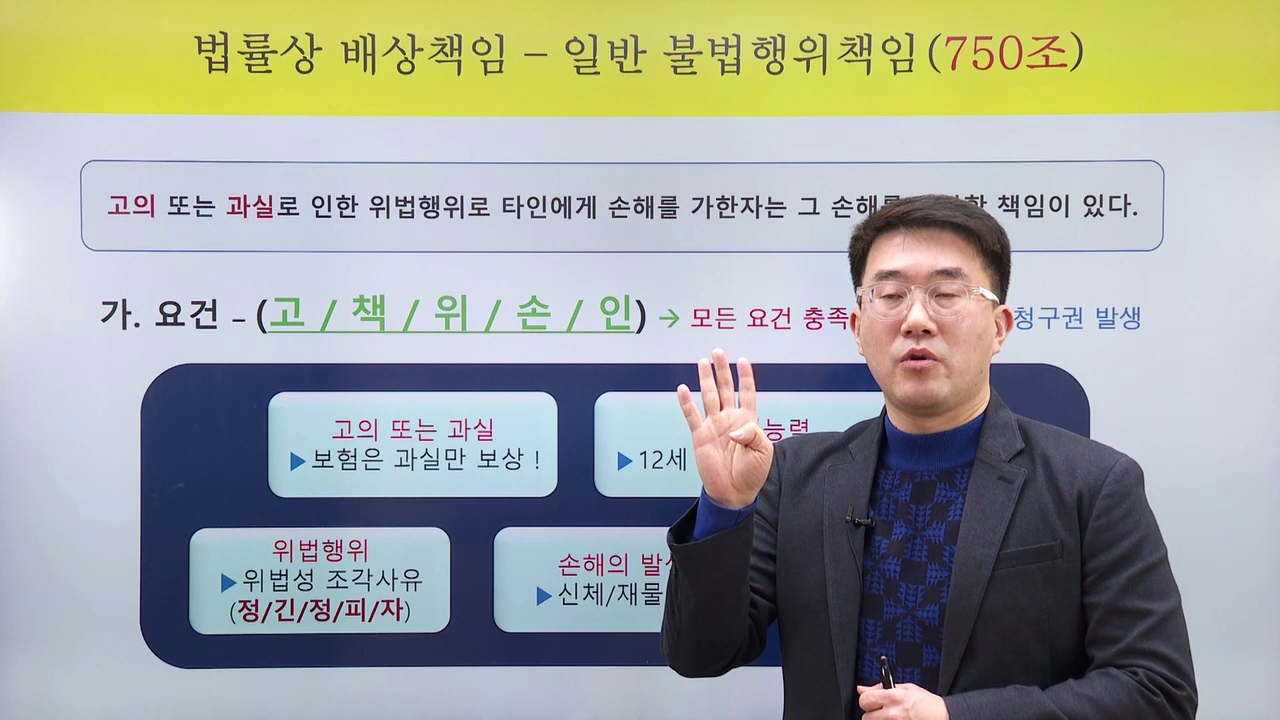 법률상 배상책임 – 일반 불법행위책임(750조)
고의 또는 과실로 인한 위법행위로 타인에게 손해를 가한자는 그 손해를 책임이 있다.
가. 요건 – (고 / 책 / 위 / 손 / 인) → 모든 요건 충족 청구권 발생
고의 또는 과실
▶보험은 과실만 보상 !
능력
▶12세
위법행위
▶위법성 조각사유
(정/긴/정/피/자)
손해의
▶신체/재물